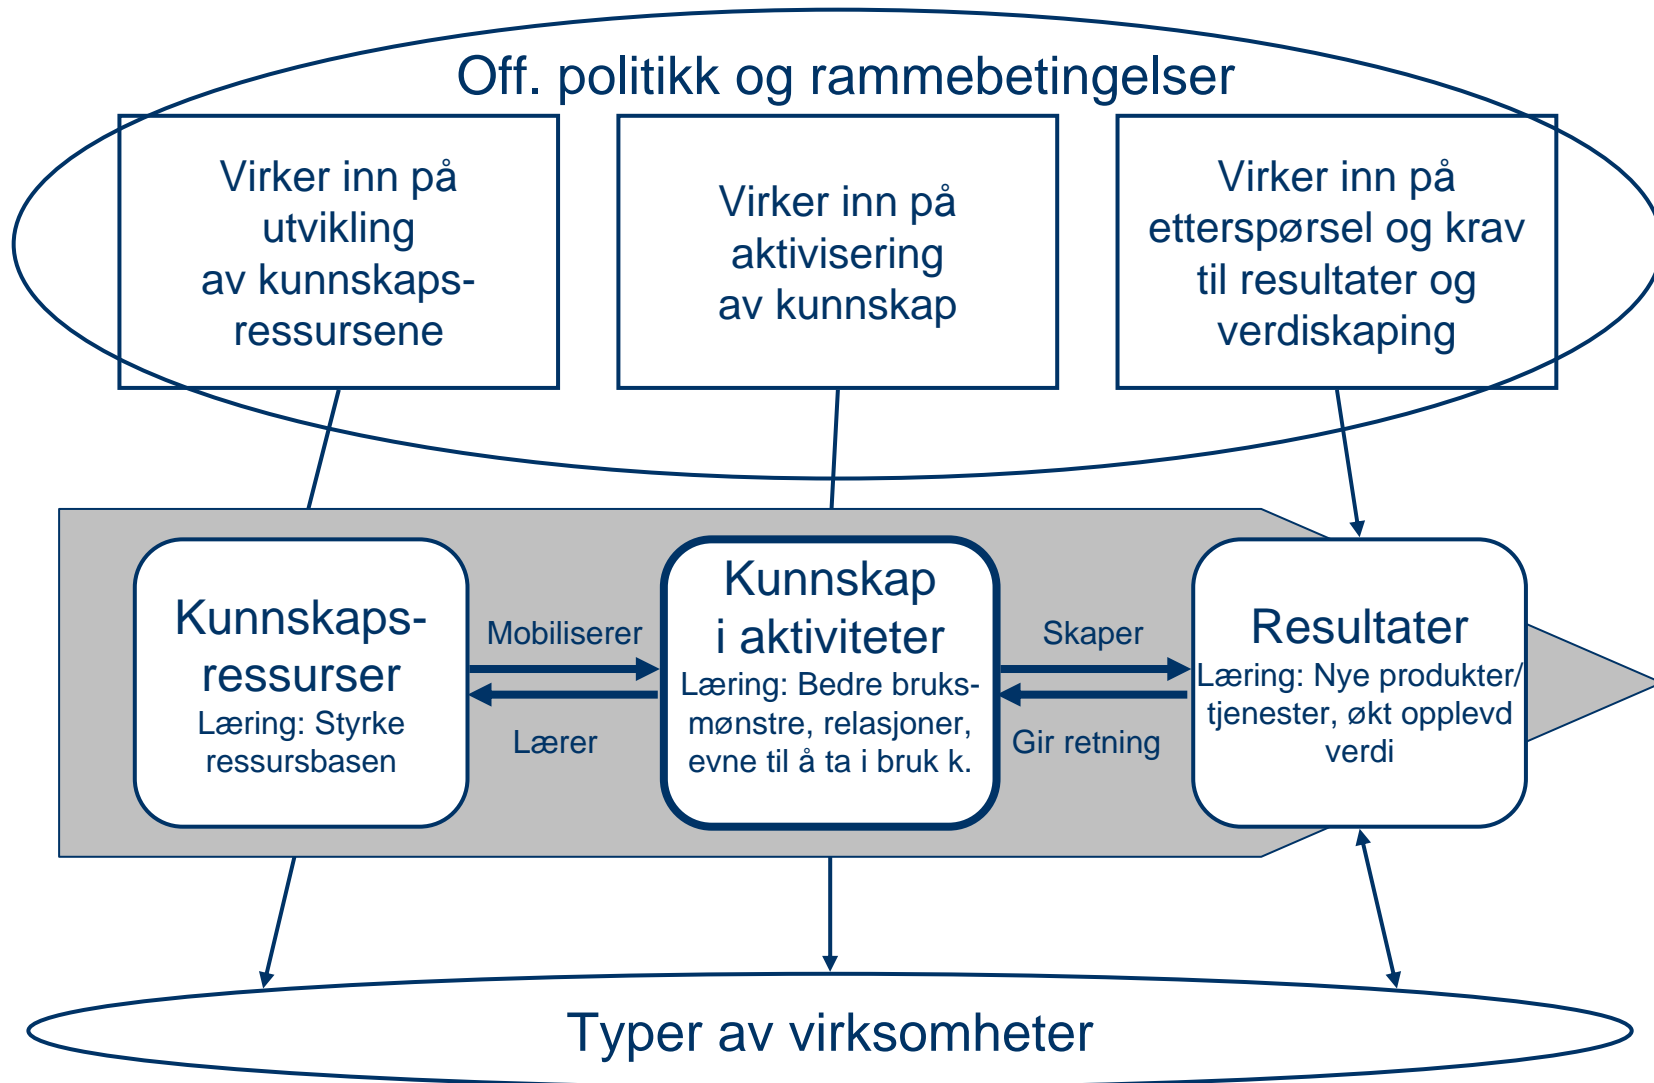 Off. politikk og rammebetingelser
Virker inn på
utvikling
av kunnskaps-
ressursene
Virker inn på
aktivisering
av kunnskap
Virker inn på
etterspørsel og krav
til resultater og
verdiskaping
Kunnskaps-
ressurser
Læring: Styrke
ressursbasen
Mobiliserer
Lærer
Kunnskap
i aktiviteter
Læring: Bedre bruks-
mønstre, relasjoner,
evne til å ta i bruk k.
Skaper
Gir retning
Resultater
Læring: Nye produkter/
tjenester, økt opplevd
verdi
Typer av virksomheter